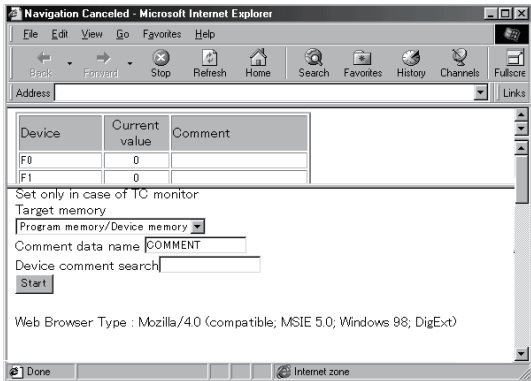 Navigation Canceled - Microsoft Internet Explorer
File Edit View Go Favorites Help
Back Forward Stop Refresh Home Search Favorites History Channels Fullscre
Address Links
Device Current value Comment
F0 0
F1 0
Set only in case of TC monitor
Target memory
Program memory/Device memory
Comment data name COMMENT
Device comment search
Start
Web Browser Type : Mozilla/4.0 (compatible; MSIE 5.0; Windows 98; DigExt)
Done Internet zone